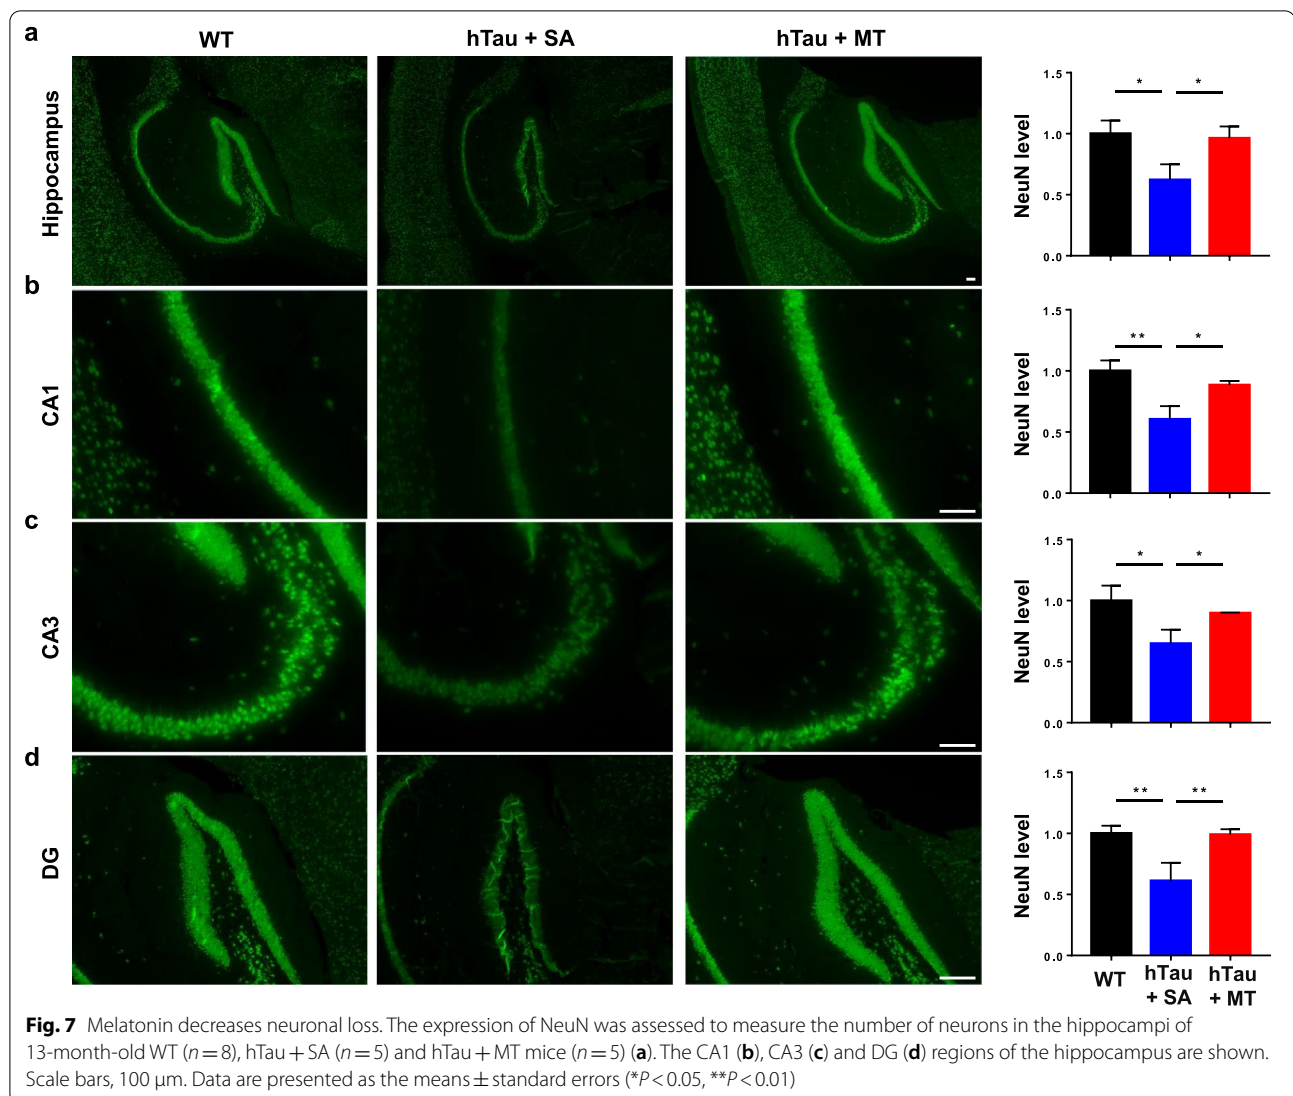 a
WT
hTau + SA
hTau + MT
Hippocampus
1.5
1.0
0.5
0.0
NeuN level
*
*
b
CA1
1.5
1.0
0.5
0.0
NeuN level
**
*
c
CA3
1.5
1.0
0.5
0.0
NeuN level
*
*
d
DG
1.5
1.0
0.5
0.0
NeuN level
**
**
WT
hTau
+ SA
hTau
+ MT
Fig. 7 Melatonin decreases neuronal loss. The expression of NeuN was assessed to measure the number of neurons in the hippocampi of
13-month-old WT (n = 8), hTau + SA (n = 5) and hTau + MT mice (n = 5) (a). The CA1 (b), CA3 (c) and DG (d) regions of the hippocampus are shown.
Scale bars, 100 μm. Data are presented as the means ± standard errors (*P < 0.05, **P < 0.01)